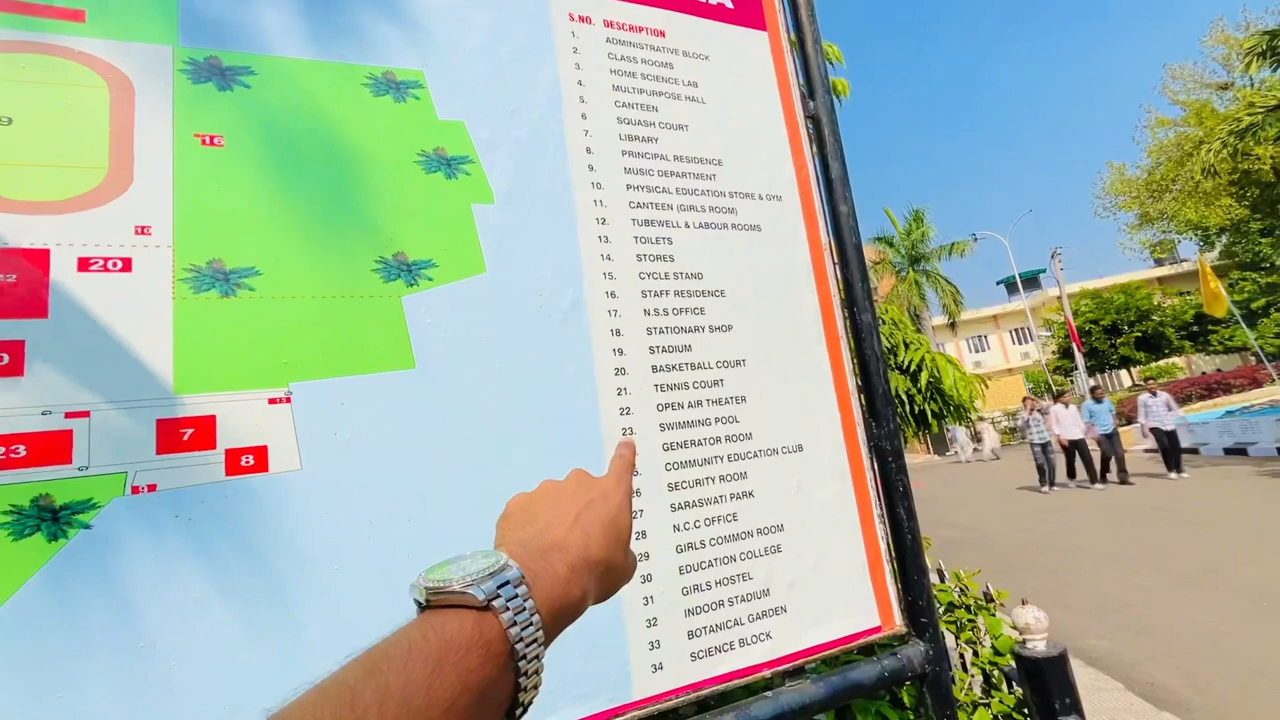 S.NO. DESCRIPTION
1. ADMINISTRATIVE BLOCK
2. CLASS ROOMS
3. HOME SCIENCE LAB
4. MULTIPURPOSE HALL
5. CANTEEN
6 SQUASH COURT
7. LIBRARY
8. PRINCIPAL RESIDENCE
9. MUSIC DEPARTMENT
10. PHYSICAL EDUCATION STORE & GYM
11. CANTEEN (GIRLS ROOM)
12. TUBEWELL & LABOUR ROOMS
13. TOILETS
14. STORES
15. CYCLE STAND
16. STAFF RESIDENCE
17. N.S.S OFFICE
18. STATIONARY SHOP
19. STADIUM
20. BASKETBALL COURT
21. TENNIS COURT
22. OPEN AIR THEATER
23. SWIMMING POOL
GENERATOR ROOM
5. COMMUNITY EDUCATION CLUB
26 SECURITY ROOM
27 SARASWATI PARK
28 N.C.C OFFICE
29 GIRLS COMMON ROOM
30 EDUCATION COLLEGE
31 GIRLS HOSTEL
32 INDOOR STADIUM
33 BOTANICAL GARDEN
34 SCIENCE BLOCK
9
16
10
20
22
0
13
23
7
8
9